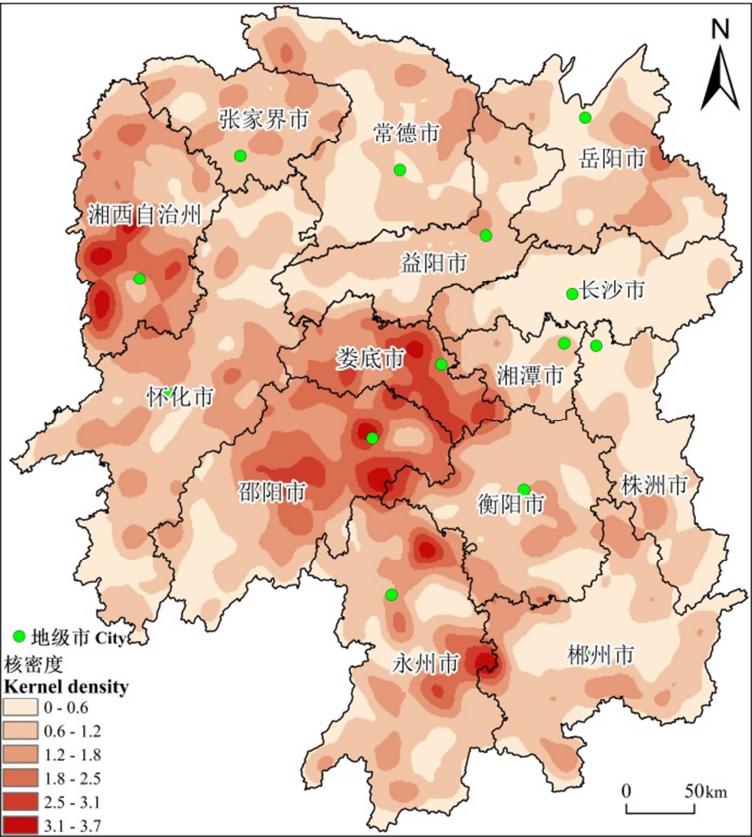 N
张家界市
常德市
岳阳市
湘西自治州
益阳市
长沙市
娄底市
湘潭市
怀化市
邵阳市
衡阳市
株洲市
永州市
郴州市
地级市 City
核密度
Kernel density
0 - 0.6
0.6 - 1.2
1.2 - 1.8
1.8 - 2.5
2.5 - 3.1
3.1 - 3.7
0 50km